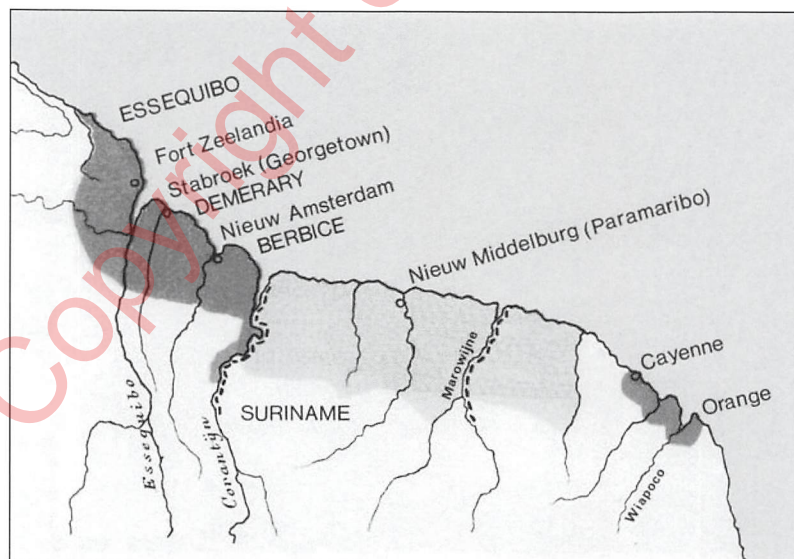 ESSEQUIBO
Fort Zeelandia
Stabroek (Georgetown)
DEMERARY
Nieuw Amsterdam
BERBICE
Nieuw Middelburg (Paramaribo)
Marowijne
Cayenne
Orange
SURINAME
Essequibo
Corantijn
Wiapoco
Copyright